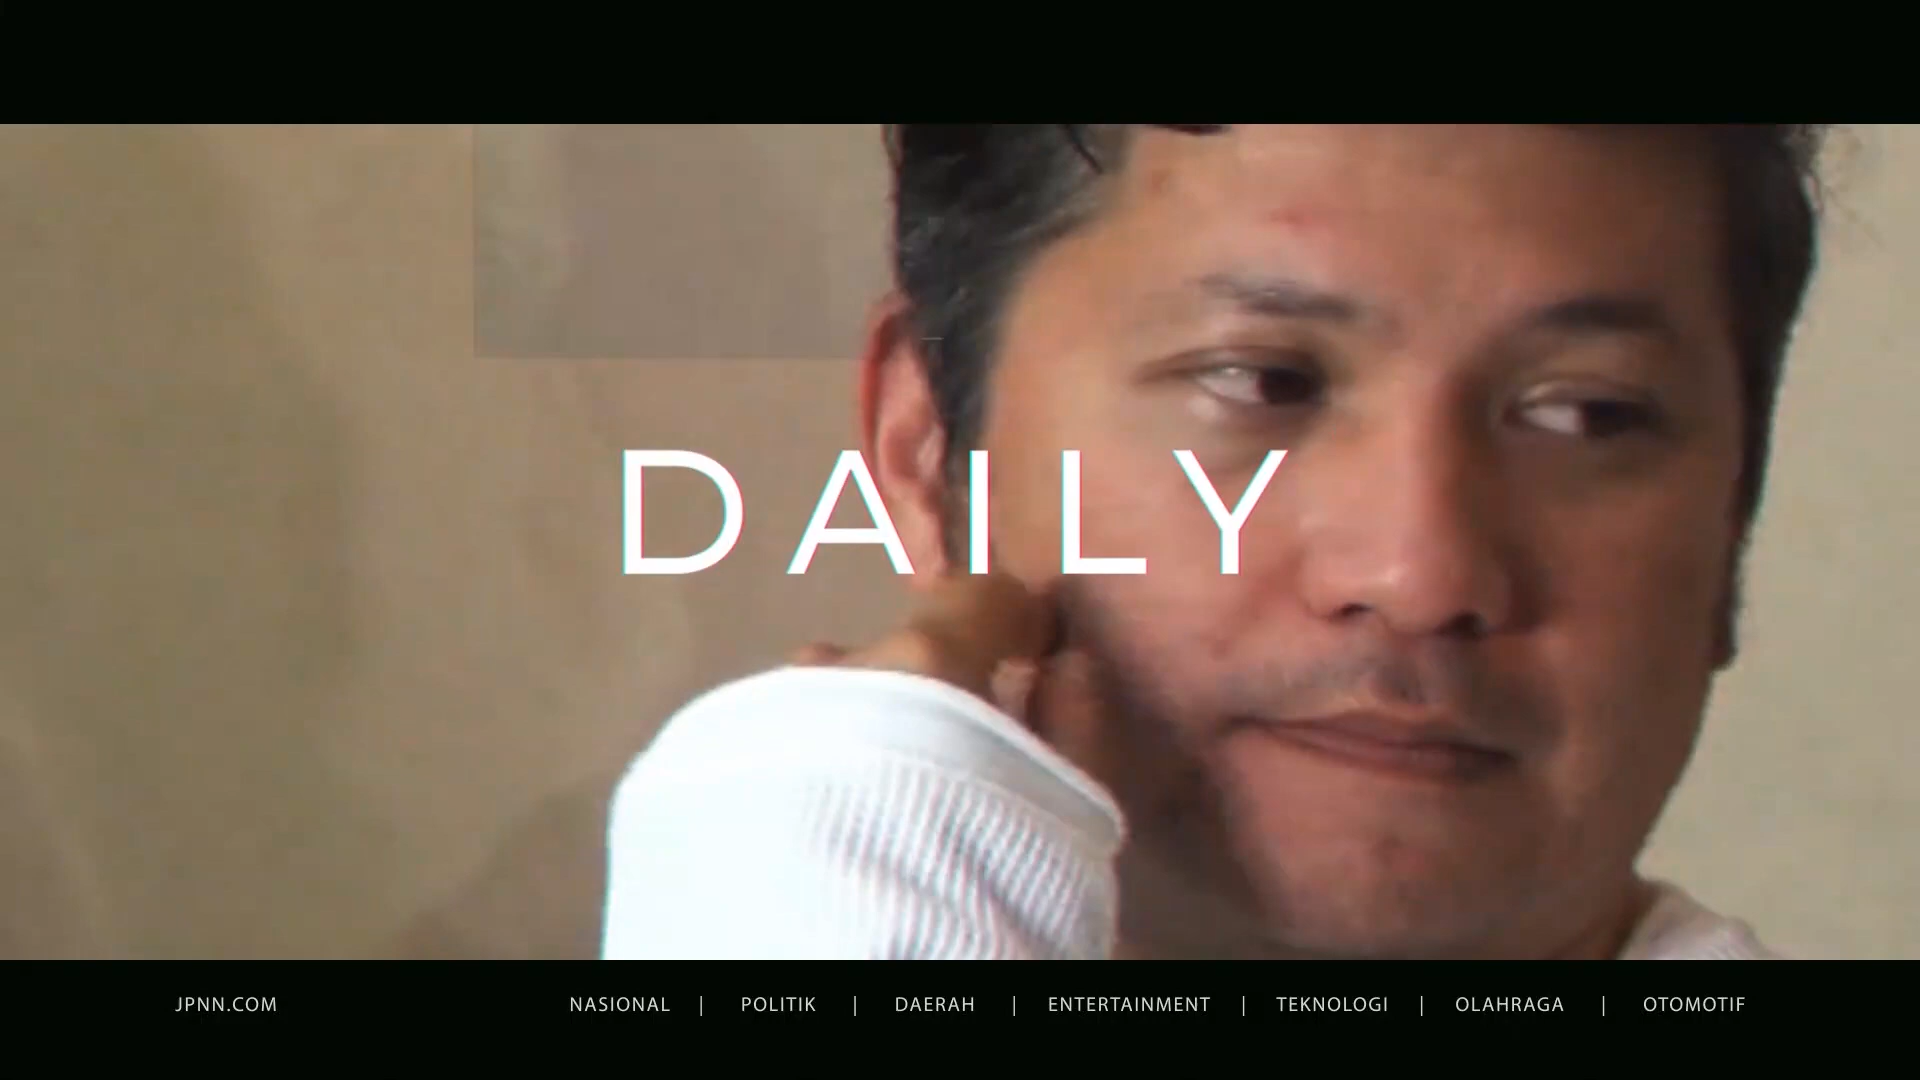 DAILY
JPNN.COM NASIONAL | POLITIK | DAERAH | ENTERTAINMENT | TEKNOLOGI | OLAHRAGA | OTOMOTIF